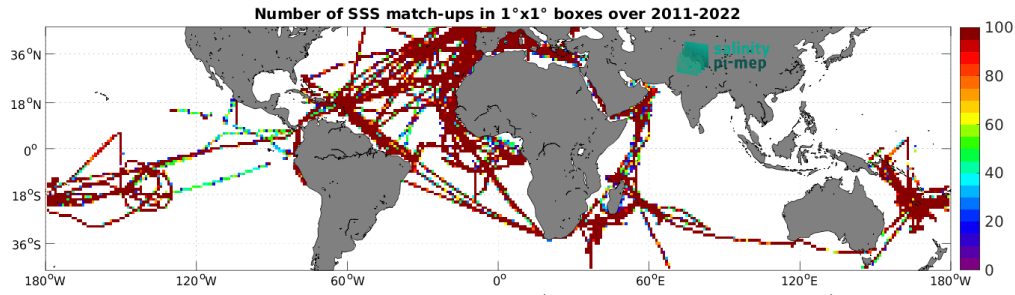 Number of SSS match-ups in 1°x1° boxes over 2011-2022
salinity
pi-mep
36°N
18°N
0°
18°S
36°S
180°W
120°W
60°W
0°
60°E
120°E
180°W
100
80
60
40
20
0